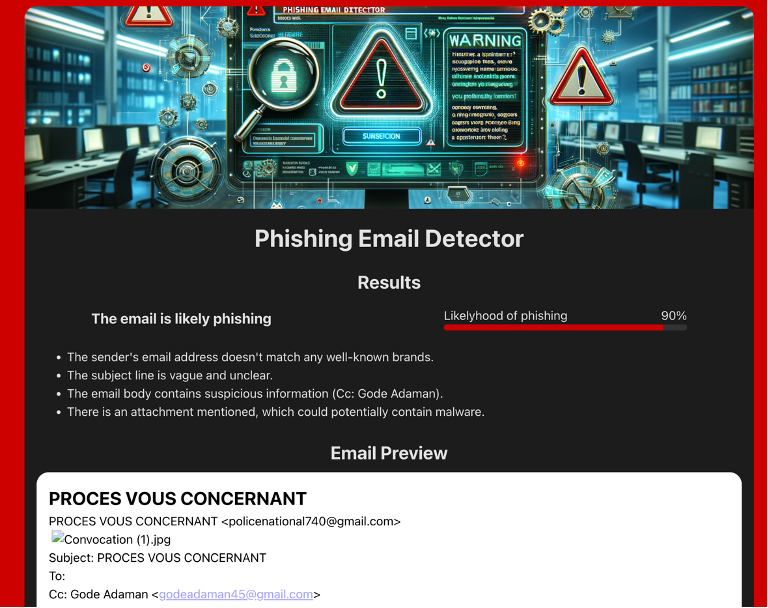 PHISHING EMAIL DITECTTOR
WARNING
Phishing Email Detector
Results
The email is likely phishing
Likelyhood of phishing 90%
• The sender's email address doesn't match any well-known brands.
• The subject line is vague and unclear.
• The email body contains suspicious information (Cc: Gode Adaman).
• There is an attachment mentioned, which could potentially contain malware.
Email Preview
PROCES VOUS CONCERNANT
PROCES VOUS CONCERNANT <policenational740@gmail.com>
Convocation (1).jpg
Subject: PROCES VOUS CONCERNANT
To:
Cc: Gode Adaman <godeadaman45@gmail.com>